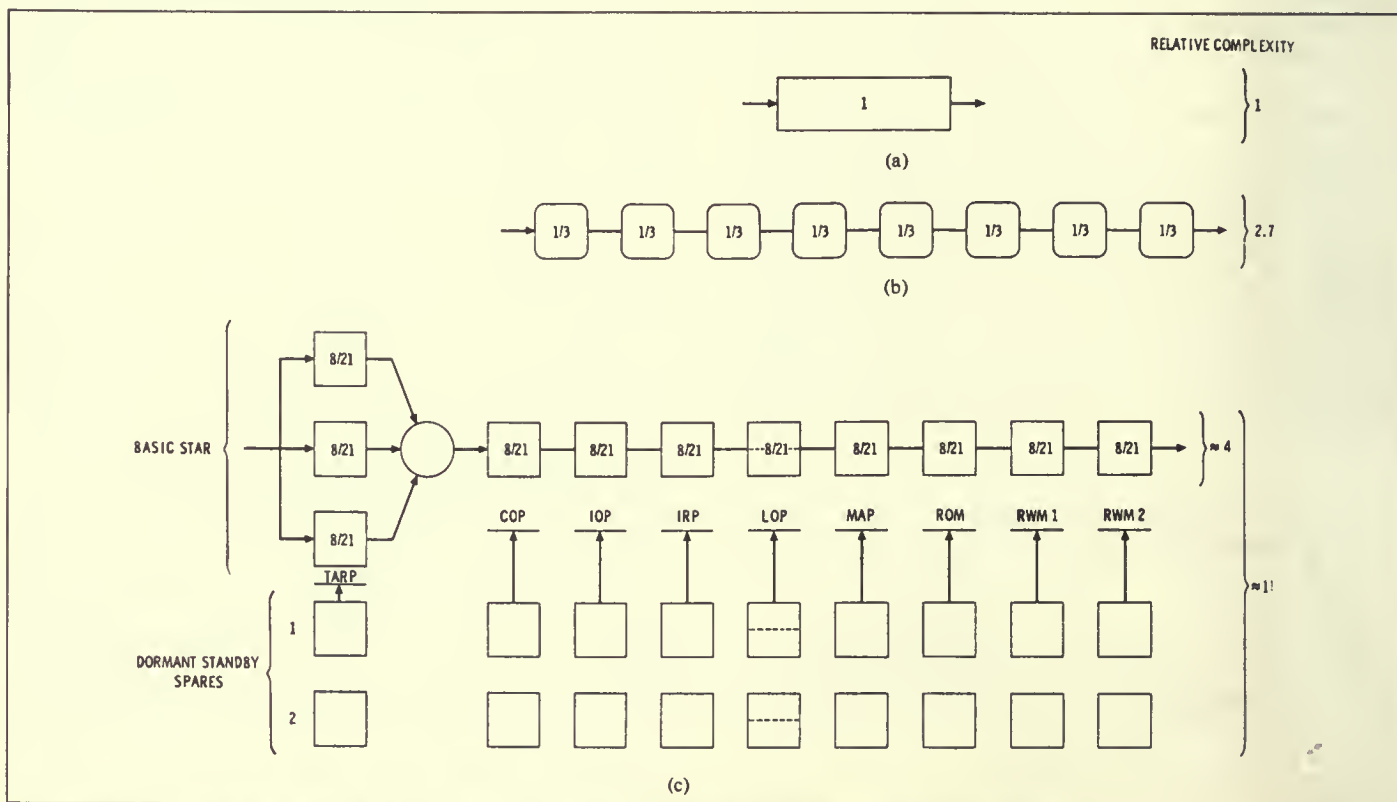 RELATIVE COMPLEXITY
1
1
(a)
1/3 1/3 1/3 1/3 1/3 1/3 1/3 1/3
2.7
(b)
8/21
BASIC STAR
8/21
8/21 8/21 8/21 8/21 8/21 8/21 8/21 8/21
≈ 4
8/21
TARP
COP IOP IRP LOP MAP ROM RWM 1 RWM 2
DORMANT STANDBY
SPARES
1
2
(c)